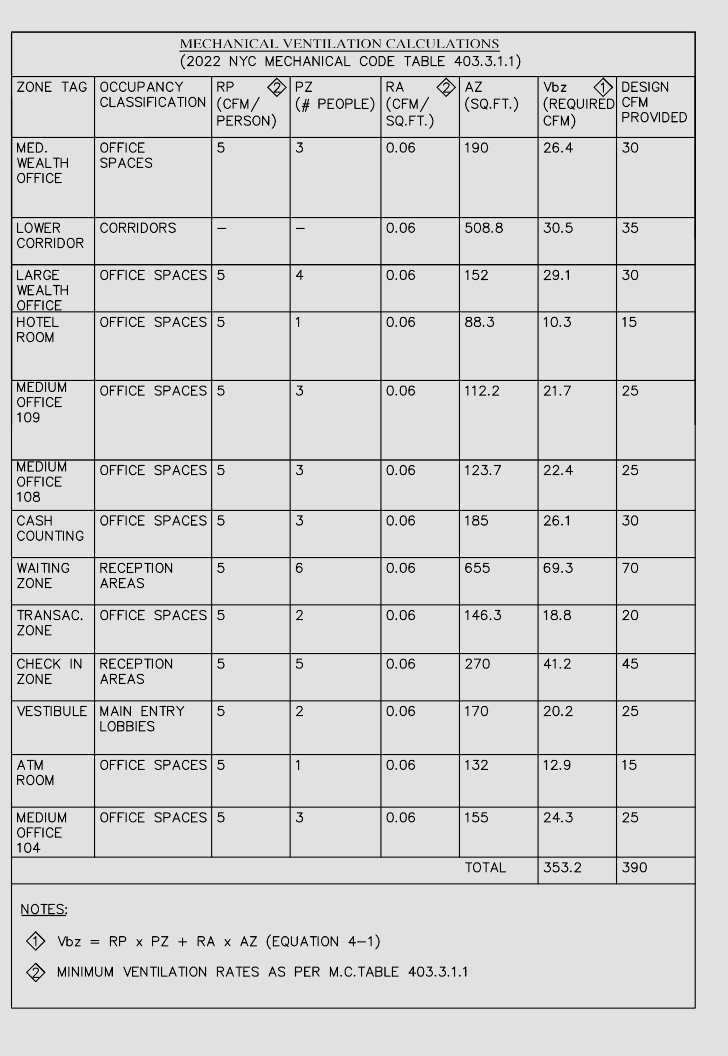 MECHANICAL VENTILATION CALCULATIONS
(2022 NYC MECHANICAL CODE TABLE 403.3.1.1)
ZONE TAG
OCCUPANCY
CLASSIFICATION
RP 2
(CFM/
PERSON)
PZ
(# PEOPLE)
RA 2
(CFM/
SQ.FT.)
AZ
(SQ.FT.)
Vbz 1
(REQUIRED
CFM)
DESIGN
CFM
PROVIDED
MED.
WEALTH
OFFICE
OFFICE
SPACES
5
3
0.06
190
26.4
30
LOWER
CORRIDOR
CORRIDORS
–
–
0.06
508.8
30.5
35
LARGE
WEALTH
OFFICE
OFFICE SPACES
5
4
0.06
152
29.1
30
HOTEL
ROOM
OFFICE SPACES
5
1
0.06
88.3
10.3
15
MEDIUM
OFFICE
109
OFFICE SPACES
5
3
0.06
112.2
21.7
25
MEDIUM
OFFICE
108
OFFICE SPACES
5
3
0.06
123.7
22.4
25
CASH
COUNTING
OFFICE SPACES
5
3
0.06
185
26.1
30
WAITING
ZONE
RECEPTION
AREAS
5
6
0.06
655
69.3
70
TRANSAC.
ZONE
OFFICE SPACES
5
2
0.06
146.3
18.8
20
CHECK IN
ZONE
RECEPTION
AREAS
5
5
0.06
270
41.2
45
VESTIBULE
MAIN ENTRY
LOBBIES
5
2
0.06
170
20.2
25
ATM
ROOM
OFFICE SPACES
5
1
0.06
132
12.9
15
MEDIUM
OFFICE
104
OFFICE SPACES
5
3
0.06
155
24.3
25
TOTAL
353.2
390
NOTES:
1 Vbz = RP x PZ + RA x AZ (EQUATION 4–1)
2 MINIMUM VENTILATION RATES AS PER M.C.TABLE 403.3.1.1